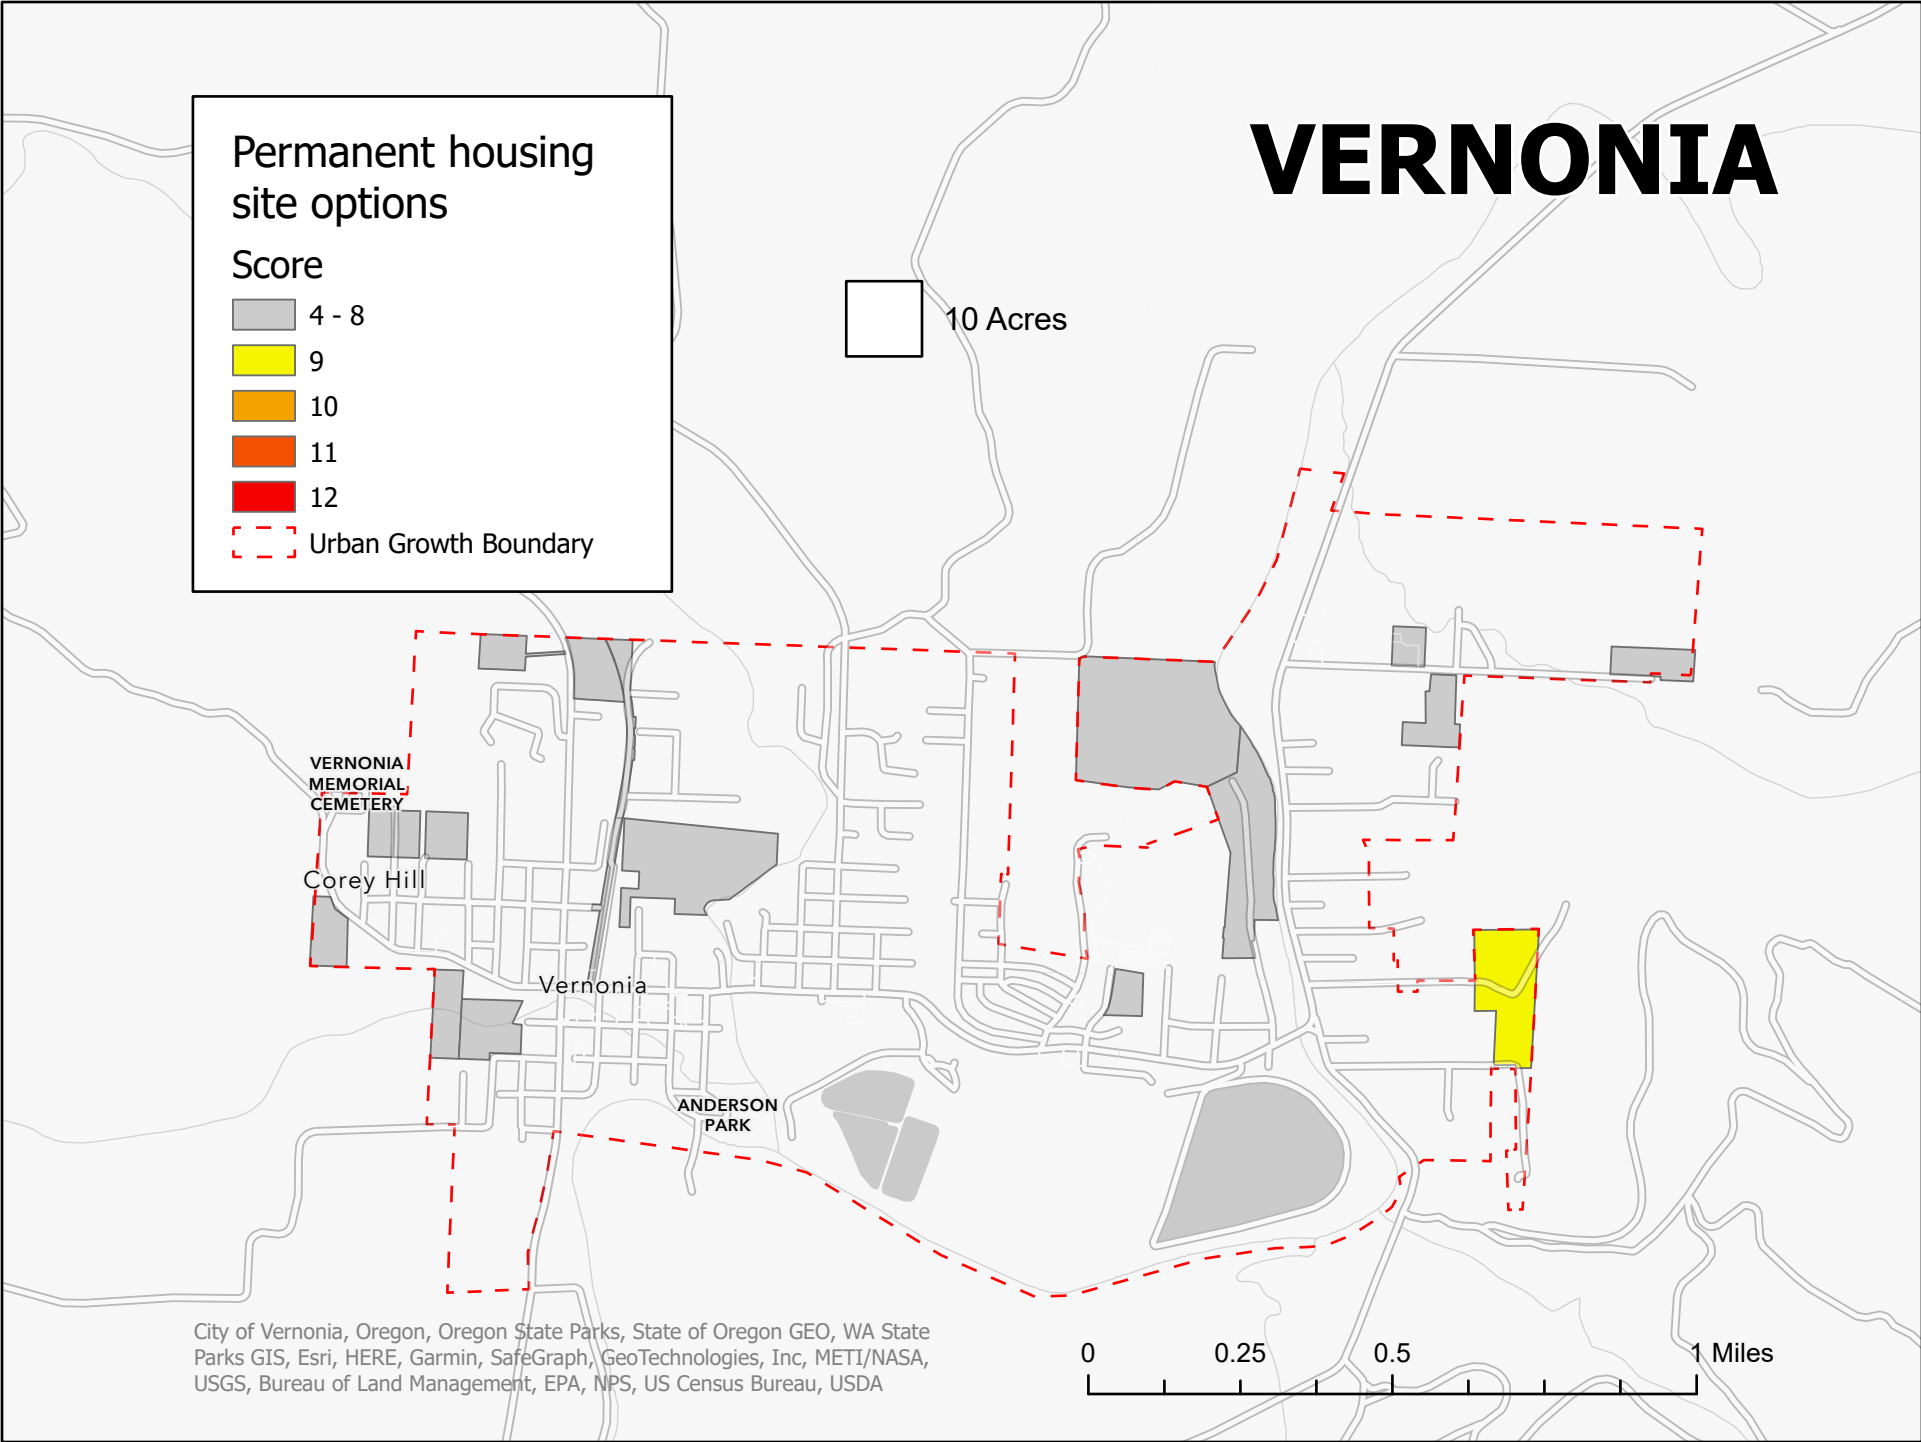 VERNONIA
Permanent housing
site options
Score
4 - 8
9
10
11
12
Urban Growth Boundary
10 Acres
VERNONIA
MEMORIAL
CEMETERY
Corey Hill
Vernonia
ANDERSON
PARK
City of Vernonia, Oregon, Oregon State Parks, State of Oregon GEO, WA State
Parks GIS, Esri, HERE, Garmin, SafeGraph, GeoTechnologies, Inc, METI/NASA,
USGS, Bureau of Land Management, EPA, NPS, US Census Bureau, USDA
0 0.25 0.5 1 Miles